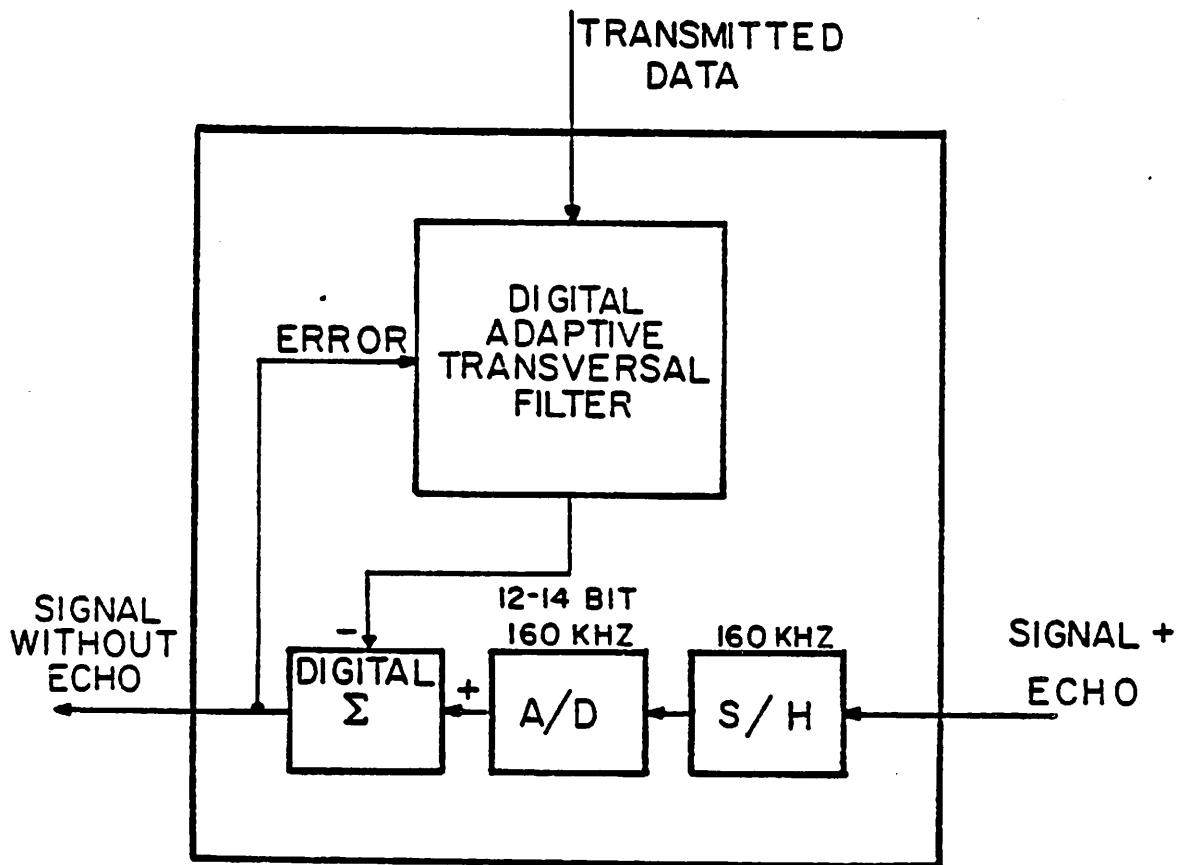 TRANSMITTED
DATA
DIGITAL
ADAPTIVE
TRANSVERSAL
FILTER
ERROR
12-14 BIT
160 KHZ
160 KHZ
SIGNAL
WITHOUT
ECHO
-
DIGITAL
Σ
+
A/D
S/H
SIGNAL +
ECHO